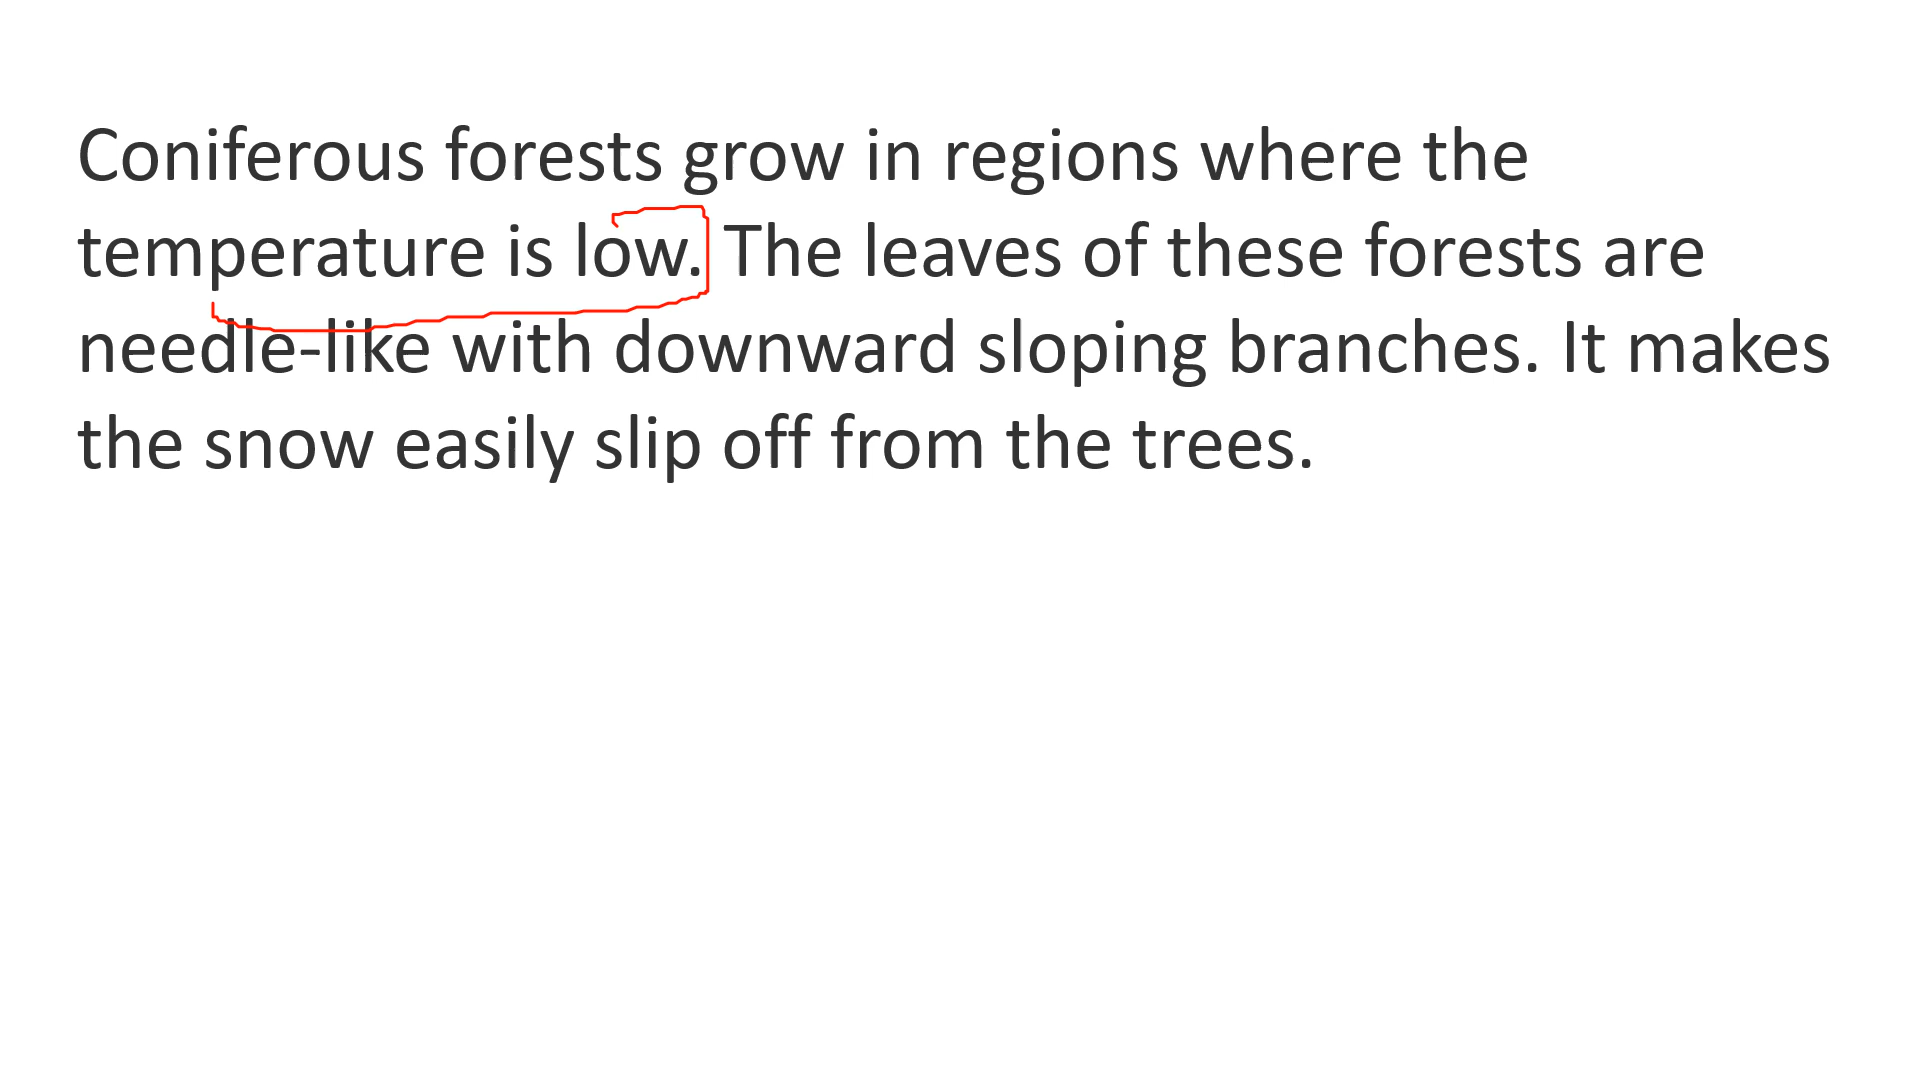 Coniferous forests grow in regions where the
temperature is low. The leaves of these forests are
needle-like with downward sloping branches. It makes
the snow easily slip off from the trees.